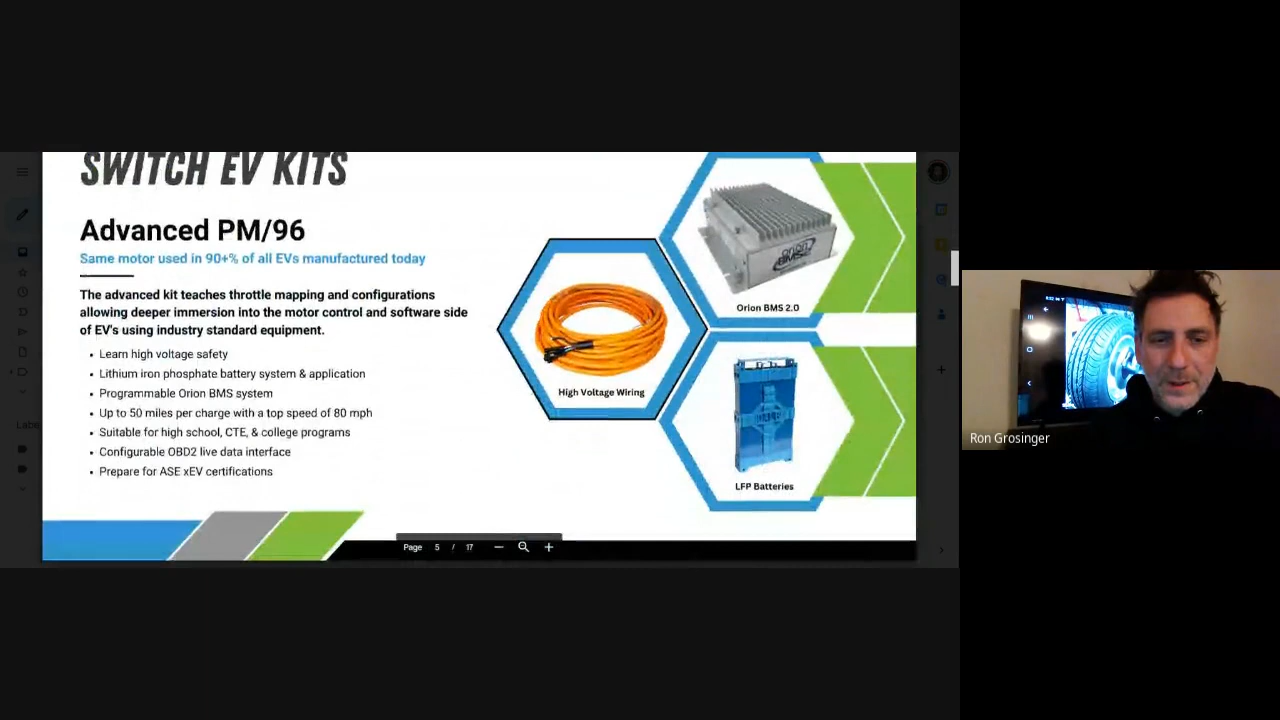 SWITCH EV KITS
Advanced PM/96
Same motor used in 90+% of all EVs manufactured today
The advanced kit teaches throttle mapping and configurations
allowing deeper immersion into the motor control and software side
of EV's using industry standard equipment.
• Learn high voltage safety
• Lithium iron phosphate battery system & application
• Programmable Orion BMS system
• Up to 50 miles per charge with a top speed of 80 mph
• Suitable for high school, CTE, & college programs
• Configurable OBD2 live data interface
• Prepare for ASE xEV certifications
High Voltage Wiring
orion
BMS
Orion BMS 2.0
LFP Batteries
Page 5 / 17
Ron Grosinger